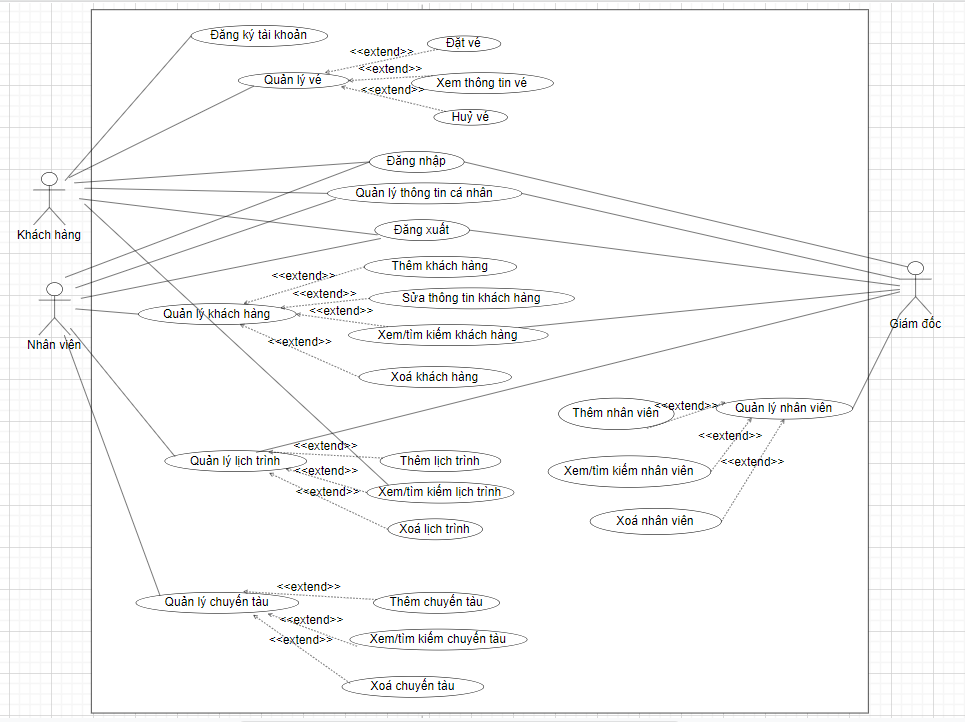 Đăng ký tài khoản
Đặt vé
<<extend>>
<<extend>>
Quản lý vé
Xem thông tin vé
<<extend>>
Huỷ vé
Đăng nhập
Quản lý thông tin cá nhân
Khách hàng
Đăng xuất
Thêm khách hàng
<<extend>>
<<extend>>
Sửa thông tin khách hàng
Quản lý khách hàng
<<extend>>
Giám đốc
Xem/tìm kiếm khách hàng
Nhân viên
<<extend>>
Xoá khách hàng
Thêm nhân viên
<<extend>>
Quản lý nhân viên
<<extend>>
<<extend>>
Quản lý lịch trình
Thêm lịch trình
<<extend>>
<<extend>>
Xem/tìm kiếm nhân viên
<<extend>>
Xem/tìm kiếm lịch trình
Xoá lịch trình
Xoá nhân viên
<<extend>>
Quản lý chuyến tàu
Thêm chuyến tàu
<<extend>>
<<extend>>
Xem/tìm kiếm chuyến tàu
Xoá chuyến tàu